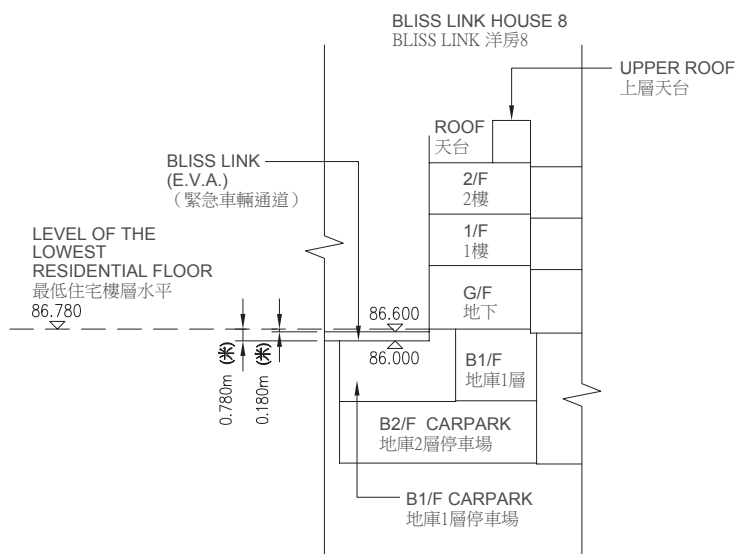 BLISS LINK HOUSE 8
BLISS LINK 洋房8
UPPER ROOF
上層天台
ROOF
天台
BLISS LINK
(E.V.A.)
（緊急車輛通道）
2/F
2樓
1/F
1樓
LEVEL OF THE
LOWEST
RESIDENTIAL FLOOR
最低住宅樓層水平
86.780
G/F
地下
86.600
86.000
0.780m (米)
0.180m (米)
B1/F
地庫1層
B2/F CARPARK
地庫2層停車場
B1/F CARPARK
地庫1層停車場